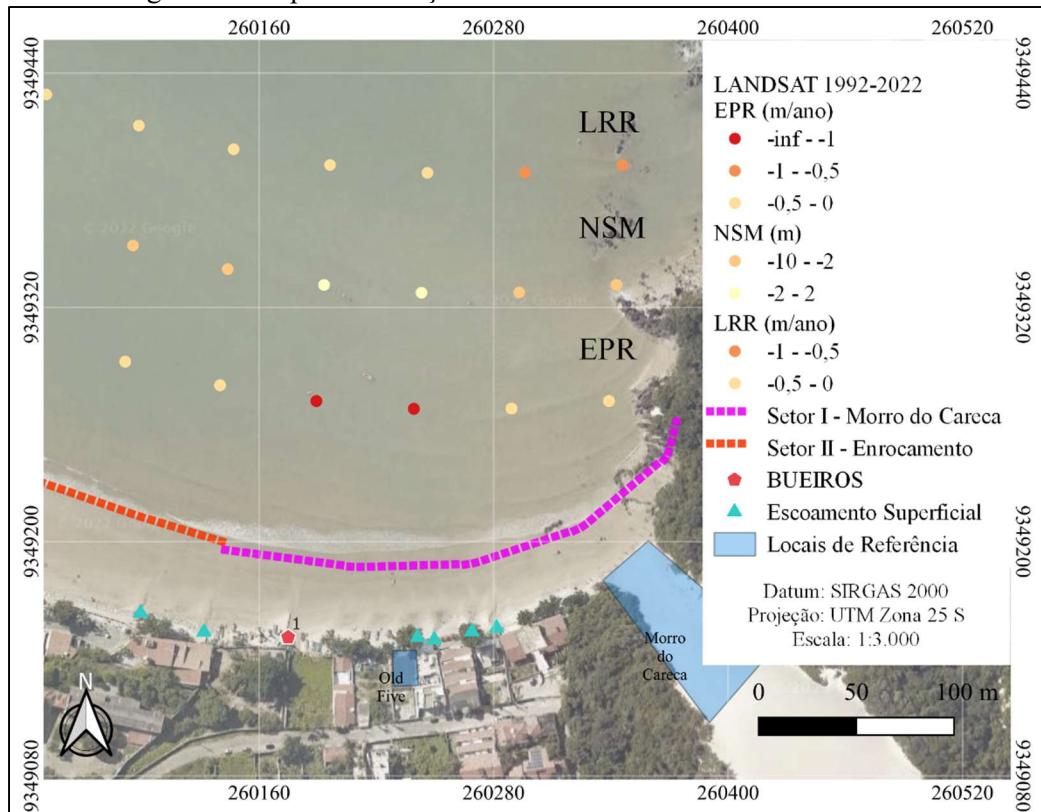 260160 260280 260400 260520
9349440
9349440
LANDSAT 1992-2022
EPR (m/ano)
-inf - -1
-1 - -0,5
-0,5 - 0
NSM (m)
-10 - -2
-2 - 2
LRR (m/ano)
-1 - -0,5
-0,5 - 0
Setor I - Morro do Careca
Setor II - Enrocamento
BUEIROS
Escoamento Superficial
Locais de Referência
Datum: SIRGAS 2000
Projeção: UTM Zona 25 S
Escala: 1:3.000
0 50 100 m
LRR
© 2022 Google
NSM
9349320
9349320
EPR
9349200
9349200
1
Morro
do
Careca
Old
Five
N
9349080
9349080
260160 260280 260400 260520